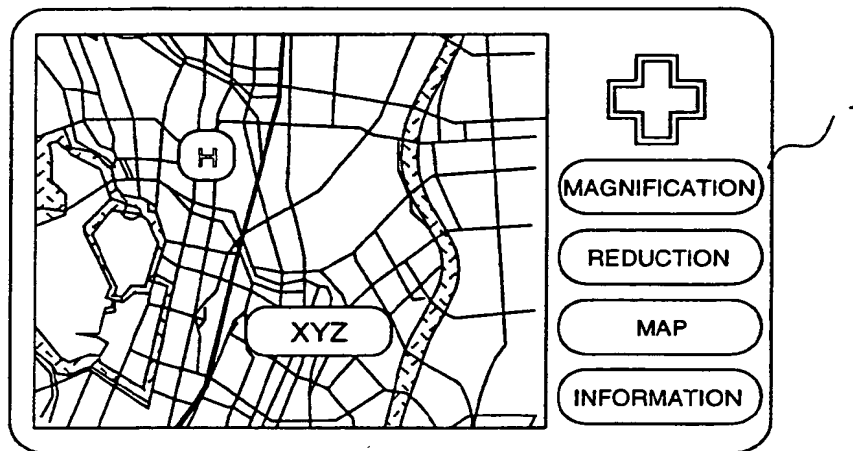 H
XYZ
MAGNIFICATION
REDUCTION
MAP
INFORMATION